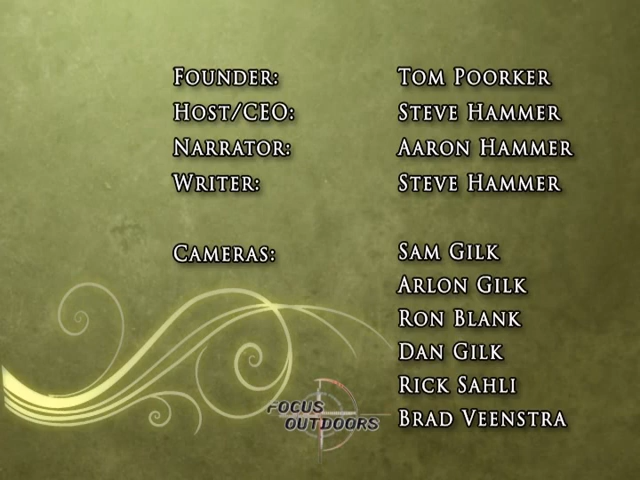 Founder: Tom Poorker
Host/CEO: Steve Hammer
Narrator: Aaron Hammer
Writer: Steve Hammer
Cameras: Sam Gilk
Arlon Gilk
Ron Blank
Dan Gilk
Rick Sahli
Brad Veenstra
FOCUS
OUTDOORS